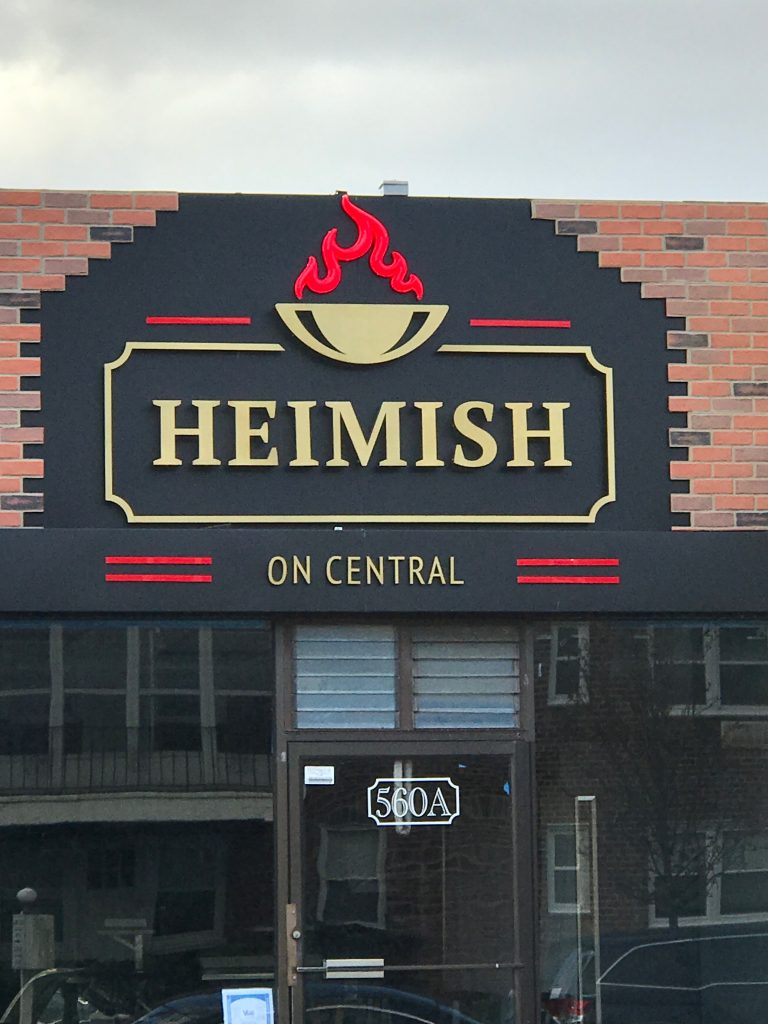 HEIMISH
ON CENTRAL
560A